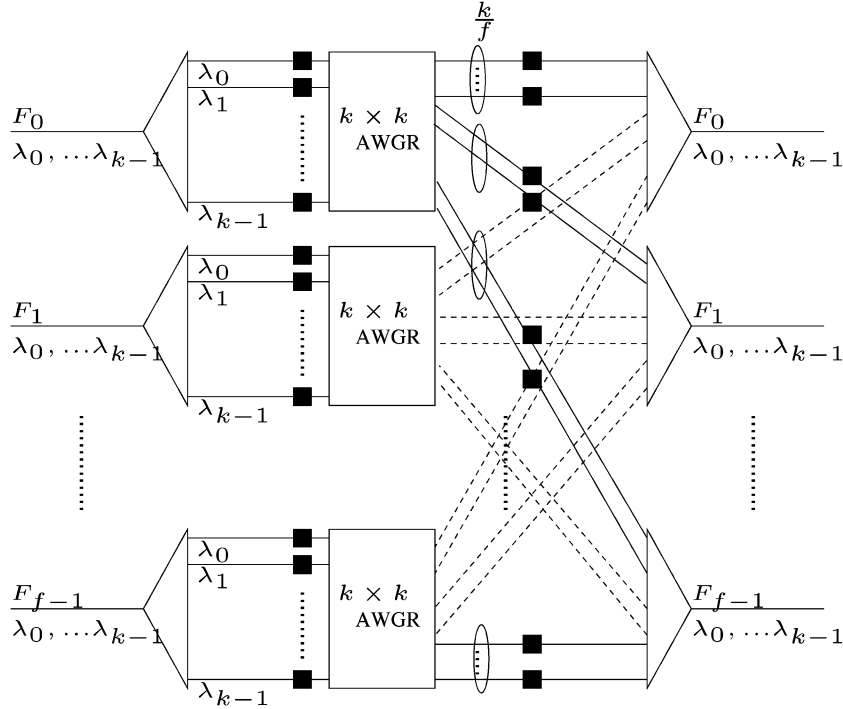 k/f
λ0
λ1
λk−1
F0
λ0, ...λk−1
k × k
AWGR
F0
λ0, ...λk−1
λ0
λ1
λk−1
F1
λ0, ...λk−1
k × k
AWGR
F1
λ0, ...λk−1
λ0
λ1
λk−1
Ff−1
λ0, ...λk−1
k × k
AWGR
Ff−1
λ0, ...λk−1